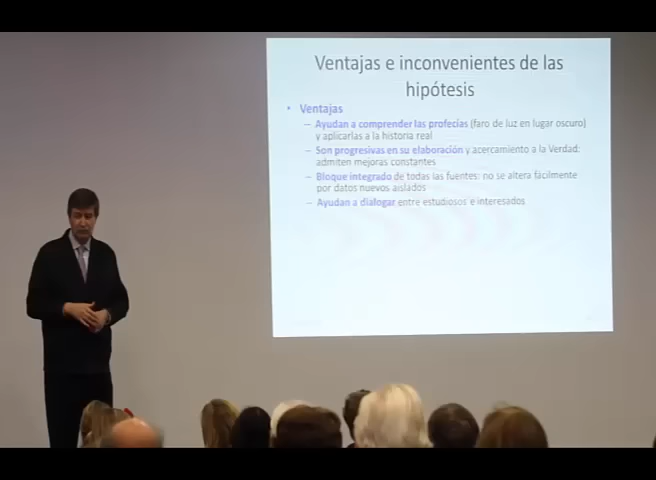 Ventajas e inconvenientes de las
hipótesis
• Ventajas
– Ayudan a comprender las profecías (faro de luz en lugar oscuro)
y aplicarlas a la historia real
– Son progresivas en su elaboración y acercamiento a la Verdad:
admiten mejoras constantes
– Bloque integrado de todas las fuentes: no se altera fácilmente
por datos nuevos aislados
– Ayudan a dialogar entre estudiosos e interesados